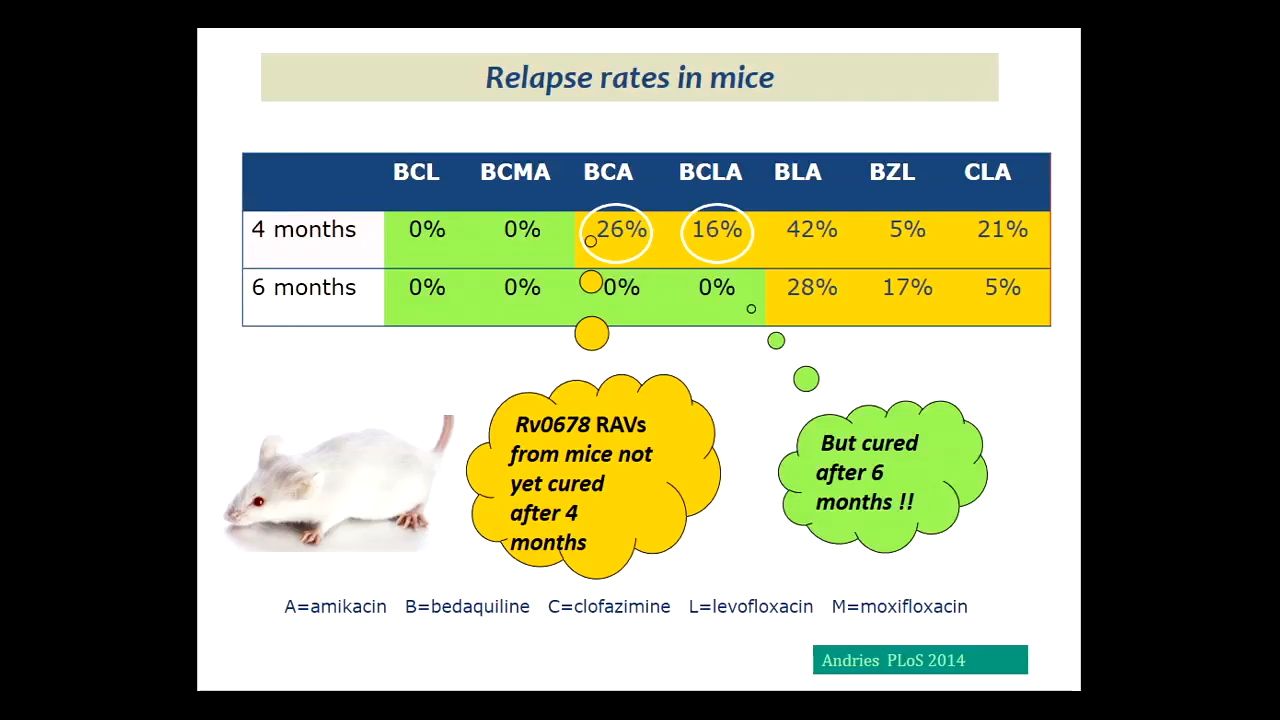 Relapse rates in mice
BCL BCMA BCA BCLA BLA BZL CLA
4 months 0% 0% 26% 16% 42% 5% 21%
6 months 0% 0% 0% 0% 28% 17% 5%
Rv0678 RAVs
from mice not
yet cured
after 4
months
But cured
after 6
months !!
A=amikacin B=bedaquiline C=clofazimine L=levofloxacin M=moxifloxacin
Andries PLoS 2014